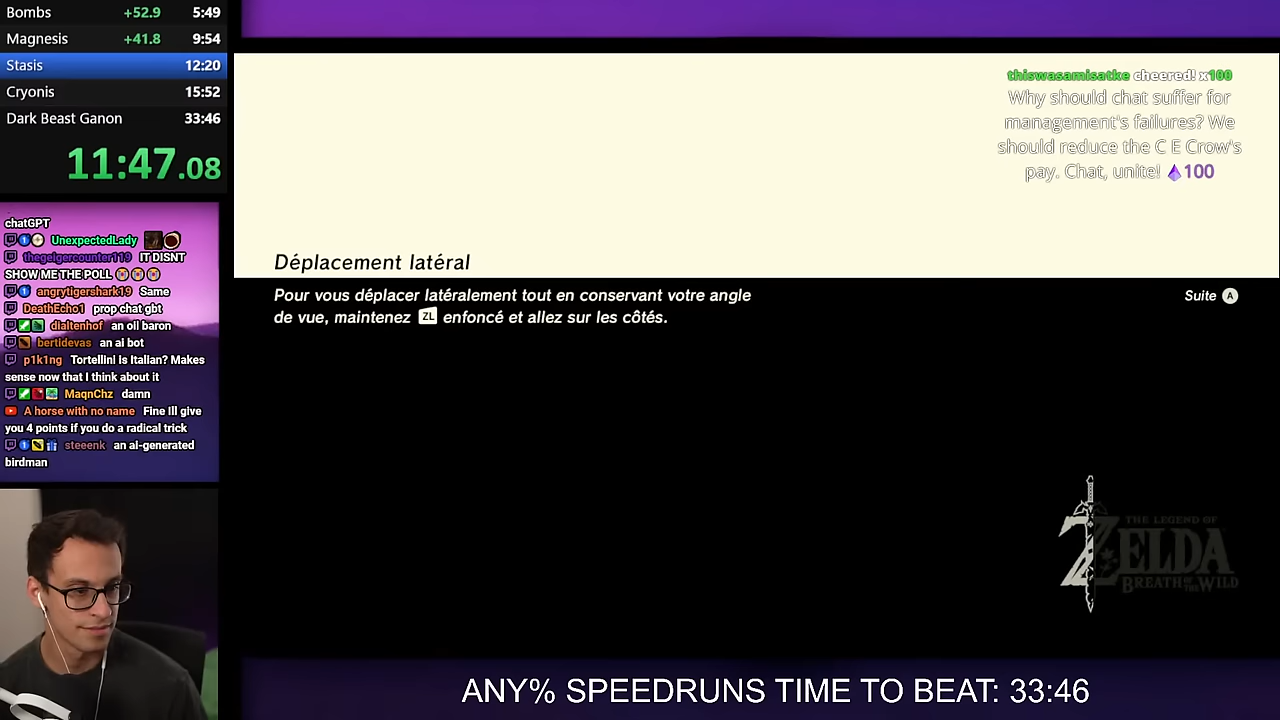 Bombs +52.9 5:49
Magnesis +41.8 9:54
Stasis 12:20
Cryonis 15:52
Dark Beast Ganon 33:46
11:47.08
chatGPT
UnexpectedLady
thegeigercounter119 IT DISNT
SHOW ME THE POLL
angrytigershark19 Same
DeathEcho1 prop chat gbt
dialtenhof an oil baron
bertidevas an ai bot
p1k1ng Tortellini is Italian? Makes
sense now that I think about it
MaqnChz damn
A horse with no name Fine Ill give
you 4 points if you do a radical trick
steeenk an ai-generated
birdman
thiswasamisatke cheered! x100
Why should chat suffer for
management's failures? We
should reduce the C E Crow's
pay. Chat, unite! 100
Déplacement latéral
Pour vous déplacer latéralement tout en conservant votre angle
de vue, maintenez ZL enfoncé et allez sur les côtés.
Suite A
THE LEGEND OF
ZELDA
BREATH OF THE WILD
ANY% SPEEDRUNS TIME TO BEAT: 33:46